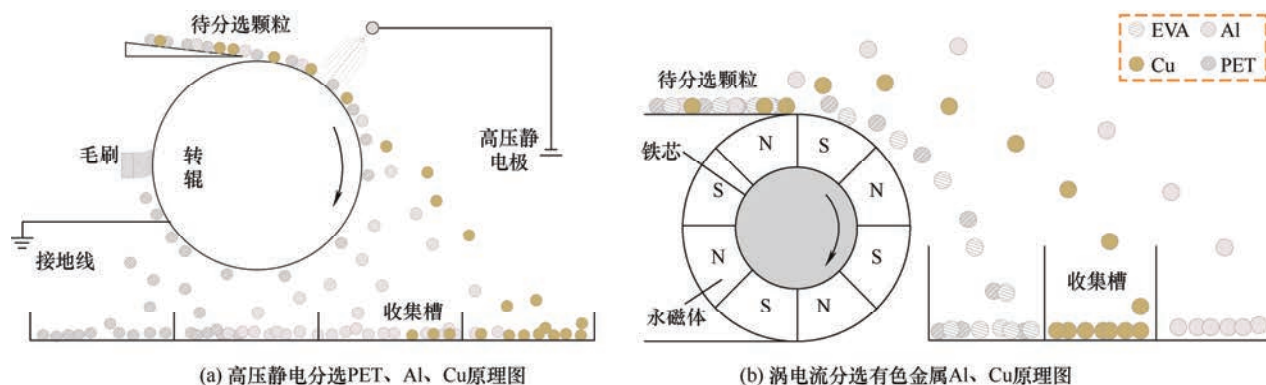 待分选颗粒
毛刷
转辊
高压静电极
接地线
收集槽
(a) 高压静电分选PET、Al、Cu原理图
EVA
Al
Cu
PET
待分选颗粒
铁芯
N
S
S
N
N
S
S
N
永磁体
收集槽
(b) 涡电流分选有色金属Al、Cu原理图